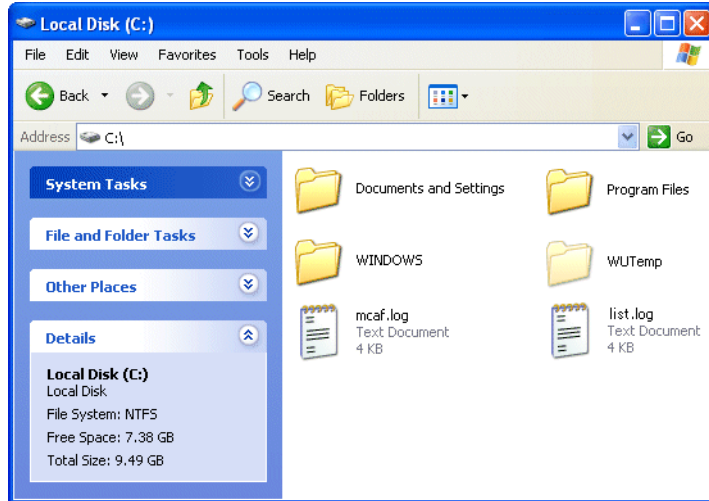 Local Disk (C:)
File Edit View Favorites Tools Help
Back Search Folders
Address C:\ Go
System Tasks
File and Folder Tasks
Other Places
Details
Local Disk (C:)
Local Disk
File System: NTFS
Free Space: 7.38 GB
Total Size: 9.49 GB
Documents and Settings
Program Files
WINDOWS
WUTemp
mcaf.log
Text Document
4 KB
list.log
Text Document
4 KB